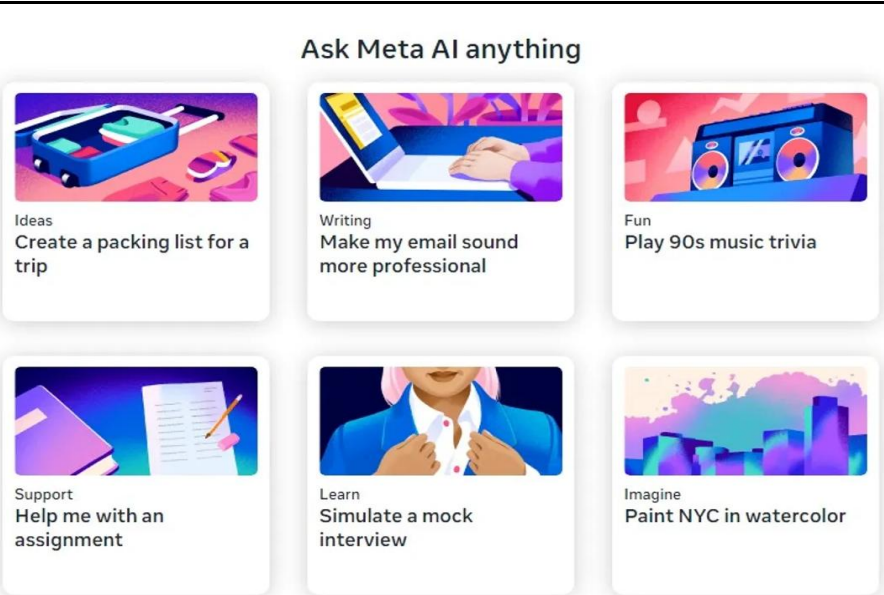 Ask Meta AI anything
Ideas
Create a packing list for a
trip
Writing
Make my email sound
more professional
Fun
Play 90s music trivia
Support
Help me with an
assignment
Learn
Simulate a mock
interview
Imagine
Paint NYC in watercolor